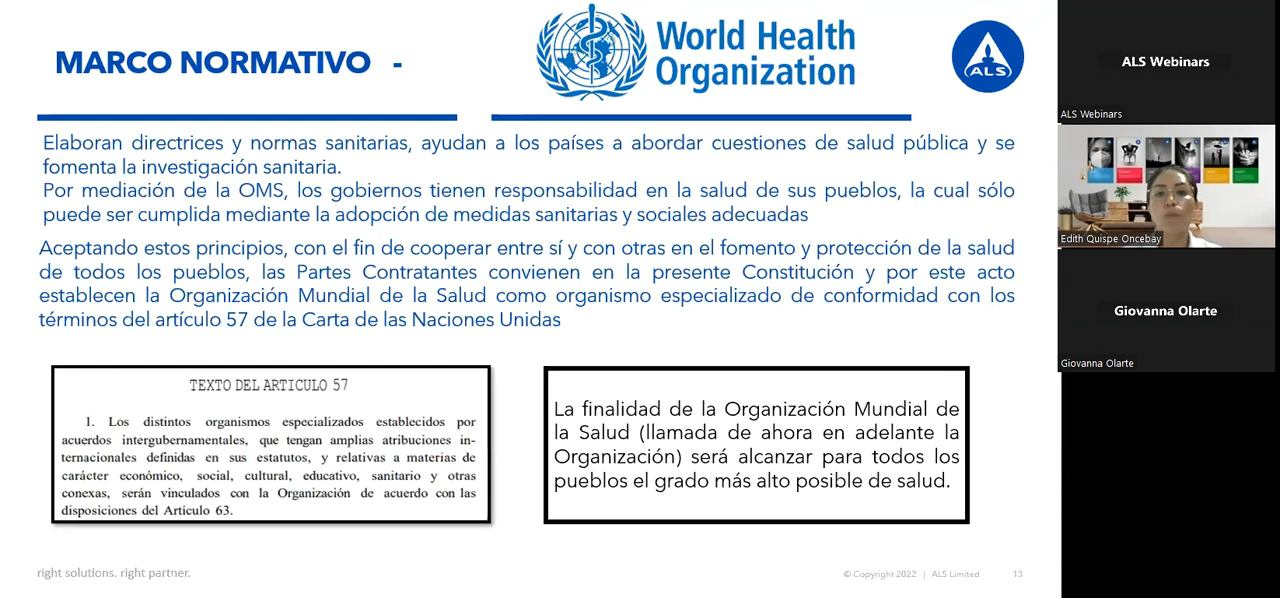 MARCO NORMATIVO -
World Health
Organization
ALS
Elaboran directrices y normas sanitarias, ayudan a los países a abordar cuestiones de salud pública y se
fomenta la investigación sanitaria.
Por mediación de la OMS, los gobiernos tienen responsabilidad en la salud de sus pueblos, la cual sólo
puede ser cumplida mediante la adopción de medidas sanitarias y sociales adecuadas
Aceptando estos principios, con el fin de cooperar entre sí y con otras en el fomento y protección de la salud
de todos los pueblos, las Partes Contratantes convienen en la presente Constitución y por este acto
establecen la Organización Mundial de la Salud como organismo especializado de conformidad con los
términos del artículo 57 de la Carta de las Naciones Unidas
TEXTO DEL ARTICULO 57
1. Los distintos organismos especializados establecidos por
acuerdos intergubernamentales, que tengan amplias atribuciones in-
ternacionales definidas en sus estatutos, y relativas a materias de
carácter económico, social, cultural, educativo, sanitario y otras
conexas, serán vinculados con la Organización de acuerdo con las
disposiciones del Artículo 63.
La finalidad de la Organización Mundial de
la Salud (llamada de ahora en adelante la
Organización) será alcanzar para todos los
pueblos el grado más alto posible de salud.
right solutions. right partner.
© Copyright 2022 | ALS Limited 13
ALS Webinars
ALS Webinars
Edith Quispe Oncebay
Giovanna Olarte
Giovanna Olarte